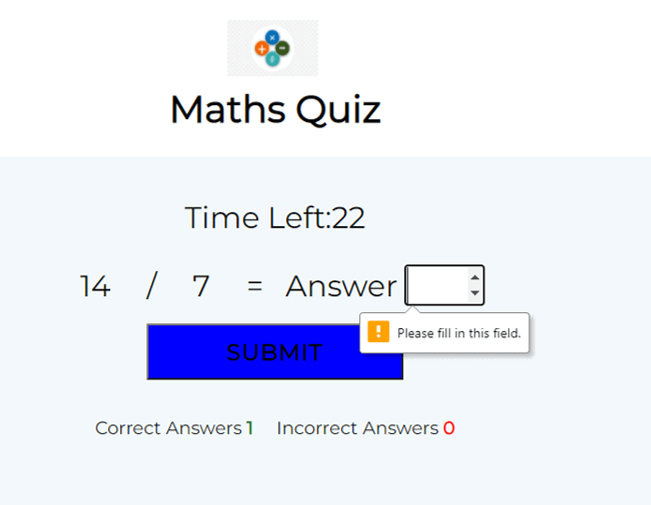 Maths Quiz
Time Left:22
14 / 7 = Answer
Please fill in this field.
SUBMIT
Correct Answers 1 Incorrect Answers 0